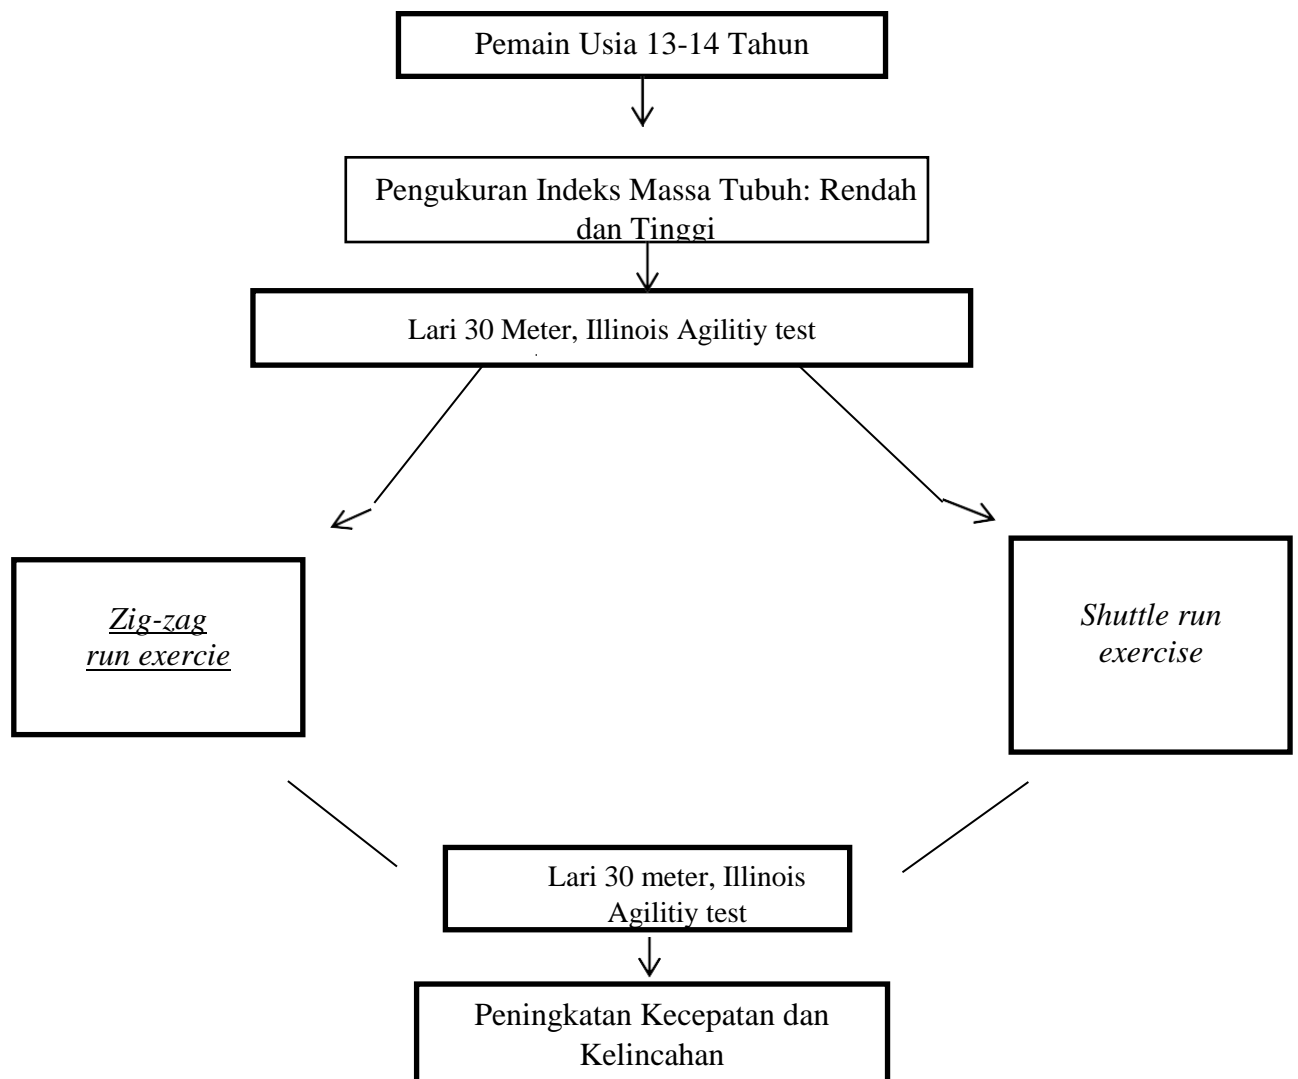 Pemain Usia 13-14 Tahun
Pengukuran Indeks Massa Tubuh: Rendah
dan Tinggi
Lari 30 Meter, Illinois Agilitiy test
Zig-zag
run exercie
Shuttle run
exercise
Lari 30 meter, Illinois
Agilitiy test
Peningkatan Kecepatan dan
Kelincahan